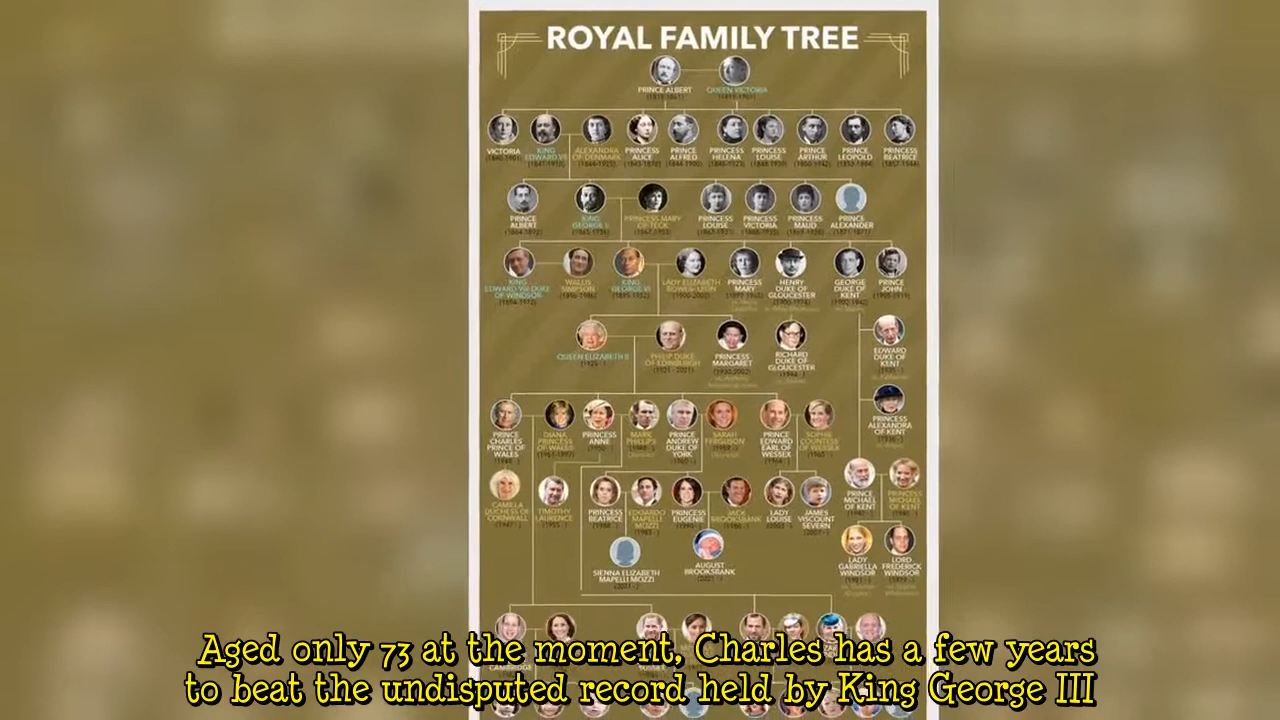 ROYAL FAMILY TREE
PRINCE ALBERT
QUEEN VICTORIA
VICTORIA
KING
EDWARD VII
ALEXANDRA
OF DENMARK
PRINCESS
ALICE
PRINCE
ALFRED
PRINCESS
HELENA
PRINCESS
LOUISE
PRINCE
ARTHUR
PRINCE
LEOPOLD
PRINCESS
BEATRICE
PRINCE
ALBERT
KING
GEORGE V
PRINCESS MARY
OF TECK
PRINCESS
LOUISE
PRINCESS
VICTORIA
PRINCESS
MAUD
PRINCE
ALEXANDER
KING
EDWARD VIII DUKE
OF WINDSOR
WALLIS
SIMPSON
KING
GEORGE VI
LADY ELIZABETH
BOWES-LYON
PRINCESS
MARY
HENRY
DUKE OF
GLOUCESTER
GEORGE
DUKE OF
KENT
PRINCE
JOHN
QUEEN ELIZABETH II
PHILIP DUKE
OF EDINBURGH
(1921 - 2021)
PRINCESS
MARGARET
(1930-2002)
RICHARD
DUKE OF
GLOUCESTER
EDWARD
DUKE OF
KENT
PRINCESS
ALEXANDRA
OF KENT
PRINCE
CHARLES
PRINCE OF
WALES
DIANA
PRINCESS
OF WALES
PRINCESS
ANNE
MARK
PHILLIPS
PRINCE
ANDREW
DUKE OF
YORK
SARAH
FERGUSON
PRINCE
EDWARD
EARL OF
WESSEX
SOPHIE
COUNTESS
OF WESSEX
CAMILLA
DUCHESS OF
CORNWALL
TIMOTHY
LAURENCE
PRINCESS
BEATRICE
EDOARDO
MAPELLI
MOZZI
PRINCESS
EUGENIE
JACK
BROOKSBANK
LADY
LOUISE
JAMES
VISCOUNT
SEVERN
PRINCE
MICHAEL
OF KENT
PRINCESS
MICHAEL
OF KENT
SIENNA ELIZABETH
MAPELLI MOZZI
AUGUST
BROOKSBANK
LADY
GABRIELLA
WINDSOR
LORD
FREDERICK
WINDSOR
Aged only 73 at the moment, Charles has a few years
to beat the undisputed record held by King George III